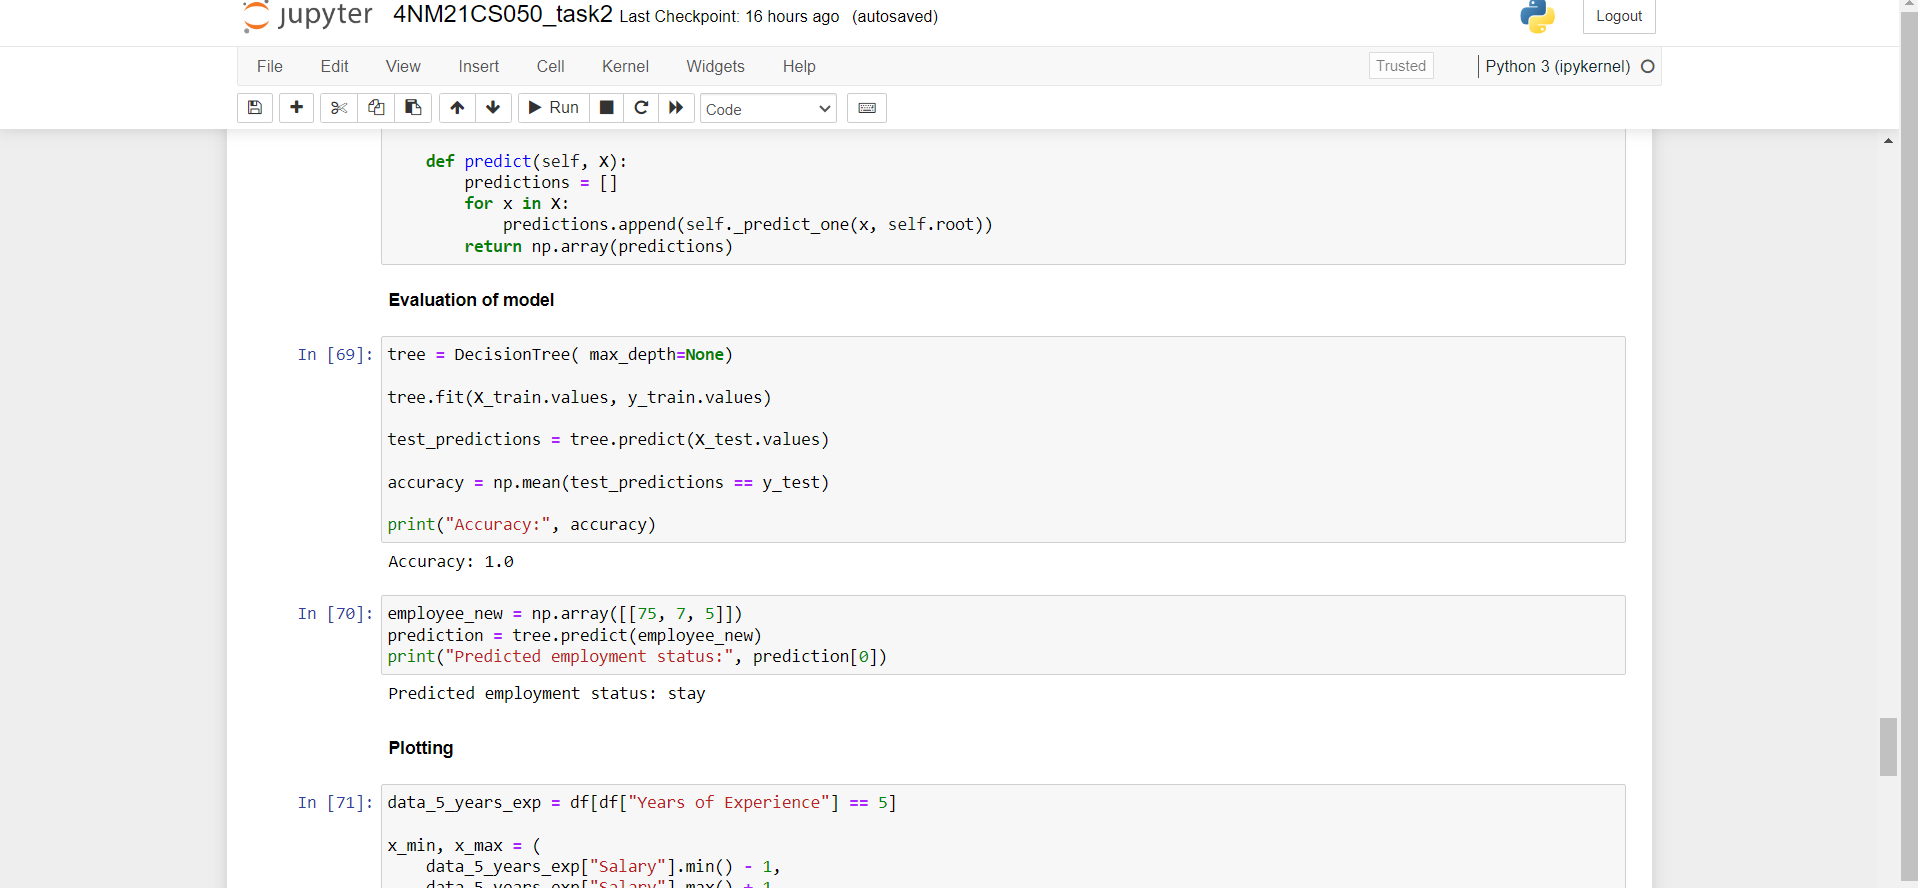 jupyter 4NM21CS050_task2 Last Checkpoint: 16 hours ago (autosaved) Logout
File Edit View Insert Cell Kernel Widgets Help Trusted Python 3 (ipykernel)
Run Code
def predict(self, X):
predictions = []
for x in X:
predictions.append(self._predict_one(x, self.root))
return np.array(predictions)
Evaluation of model
In [69]: tree = DecisionTree( max_depth=None)
tree.fit(X_train.values, y_train.values)
test_predictions = tree.predict(X_test.values)
accuracy = np.mean(test_predictions == y_test)
print("Accuracy:", accuracy)
Accuracy: 1.0
In [70]: employee_new = np.array([[75, 7, 5]])
prediction = tree.predict(employee_new)
print("Predicted employment status:", prediction[0])
Predicted employment status: stay
Plotting
In [71]: data_5_years_exp = df[df["Years of Experience"] == 5]
x_min, x_max = (
data_5_years_exp["Salary"].min() - 1,
data_5_years_exp["Salary"].max() + 1